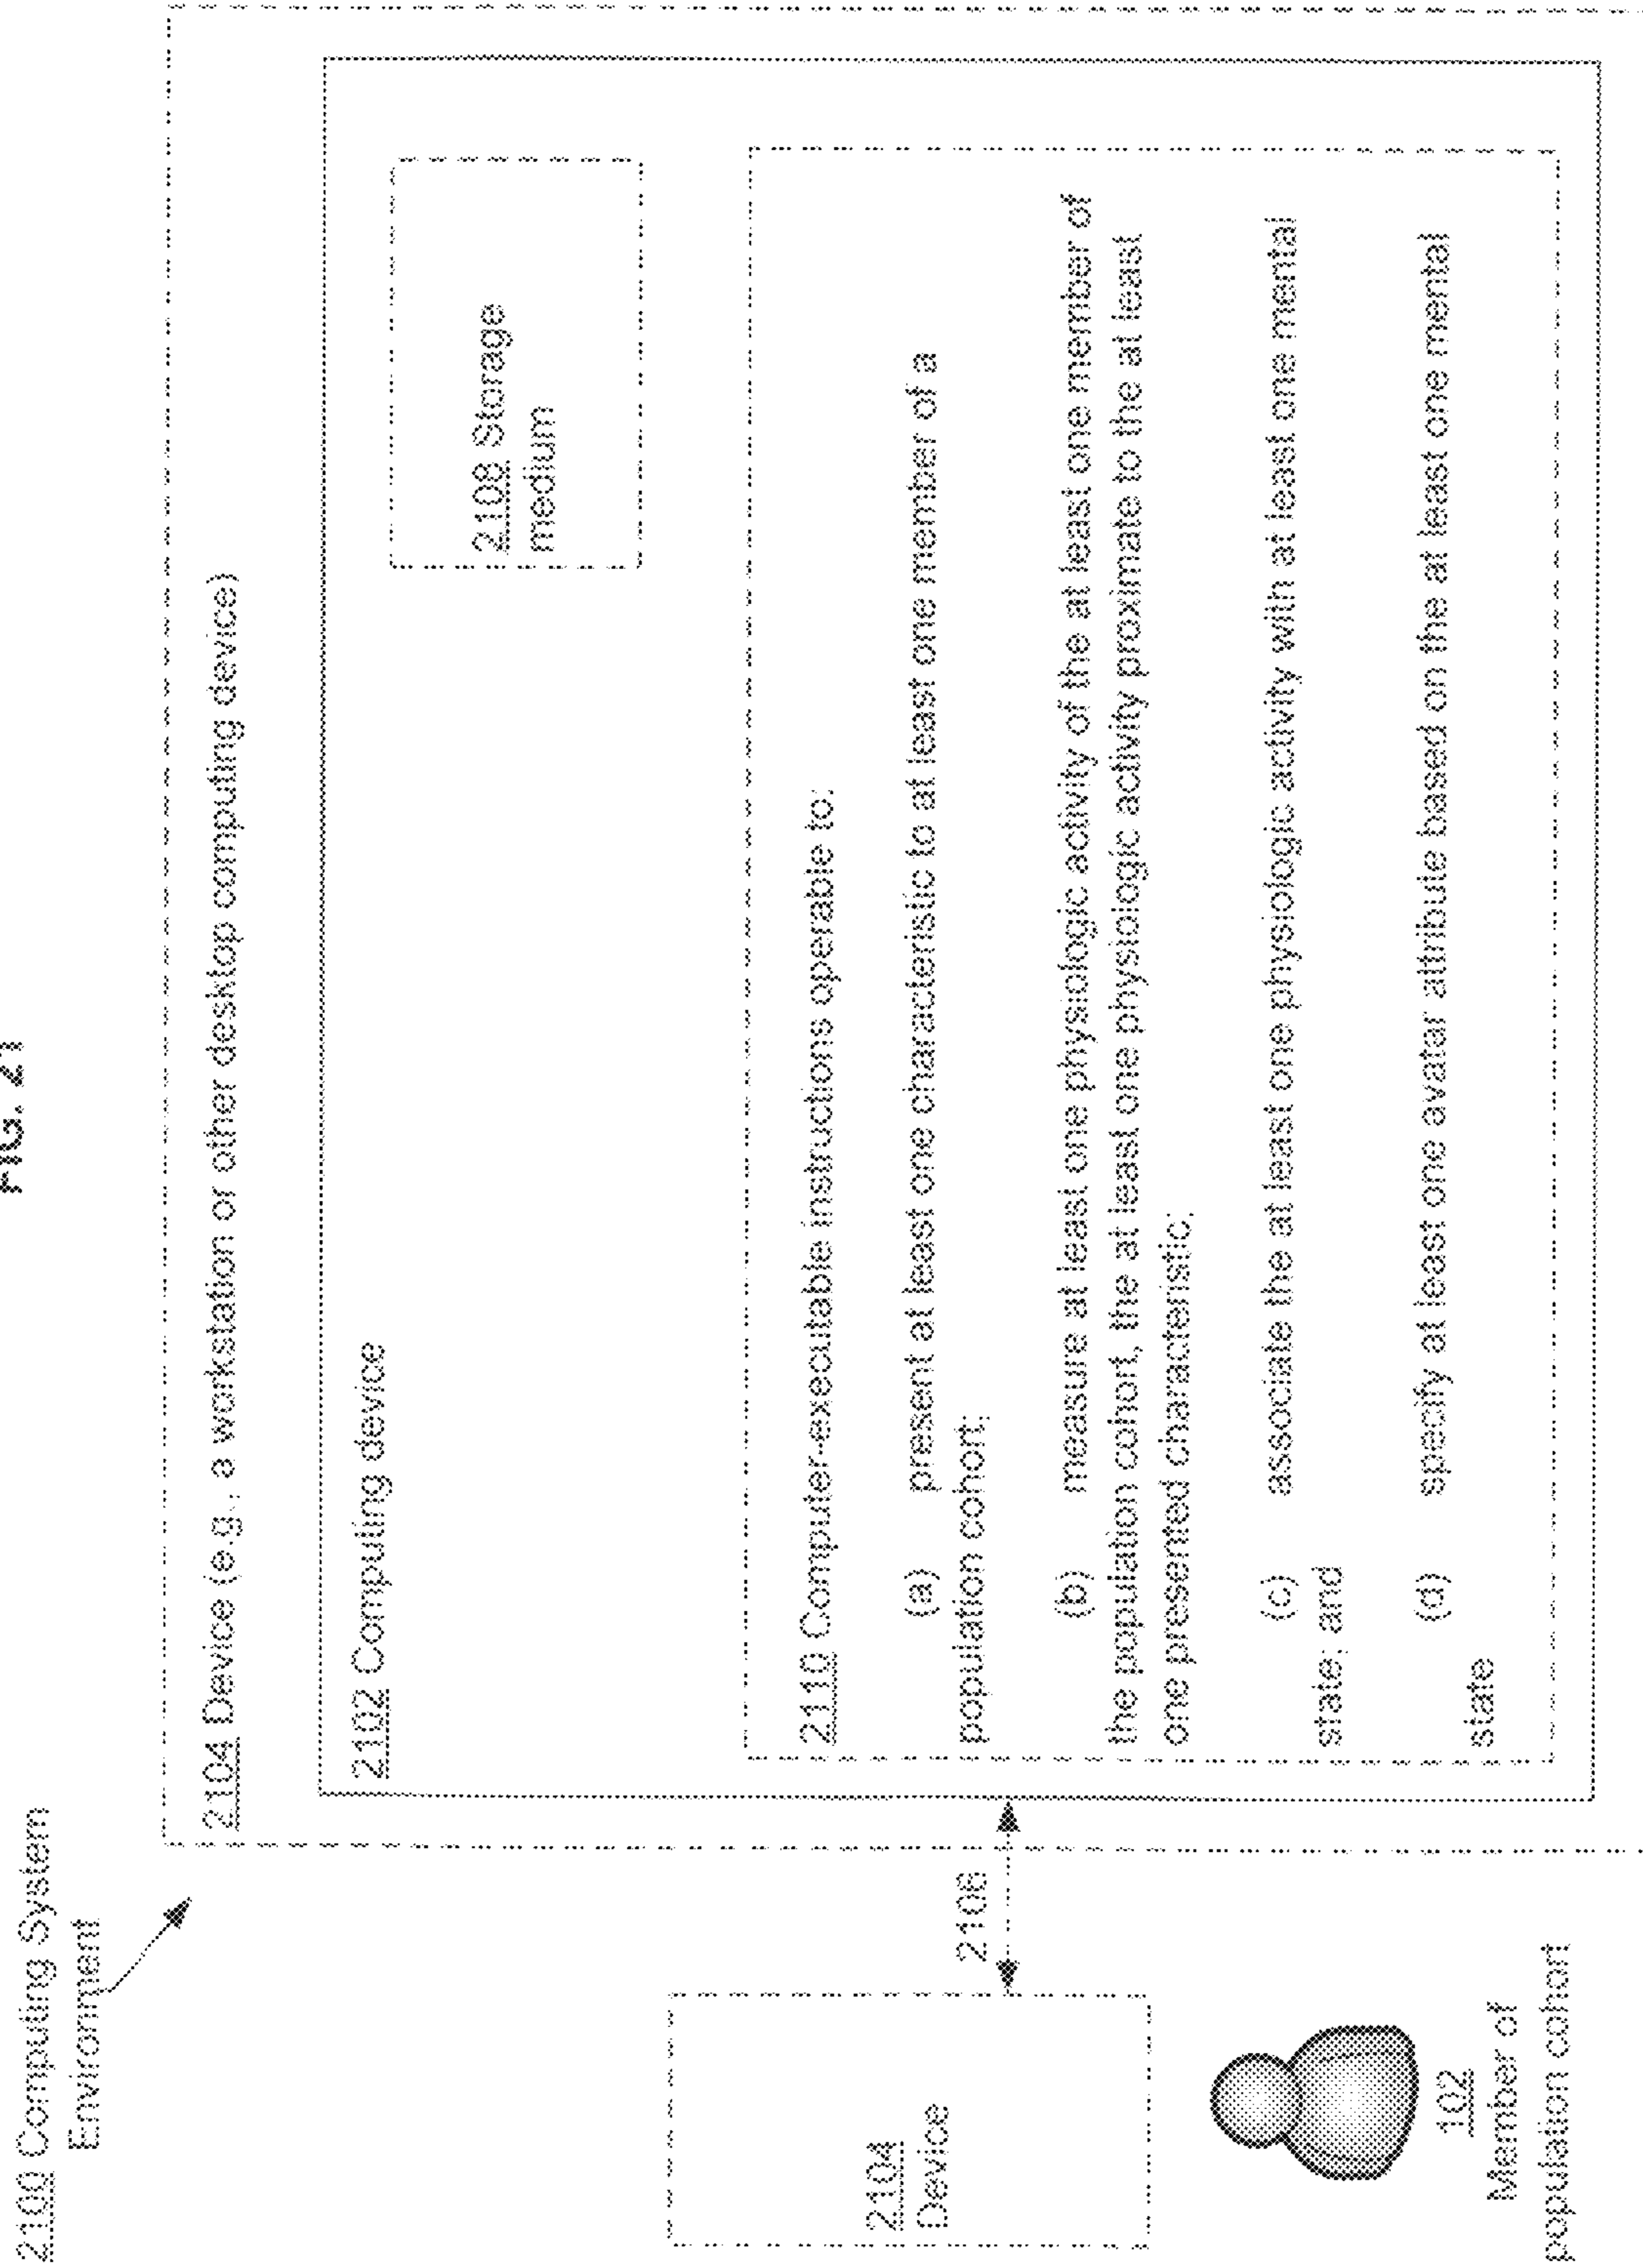 FIG. 21
2100 Computing System
Environment
2104 Device (e.g., a workstation or other desktop computing device)
2102 Computing device
2108 Storage
medium
2110 Computer-executable instructions operable to:
(a) present at least one characteristic to at least one member of a
population cohort;
(b) measure at least one physiologic activity of the at least one member of
the population cohort, the at least one physiologic activity proximate to the at least
one presented characteristic;
(c) associate the at least one physiologic activity with at least one mental
state; and
(d) specify at least one avatar attribute based on the at least one mental
state
2106
2104
Device
102
Member of
population cohort